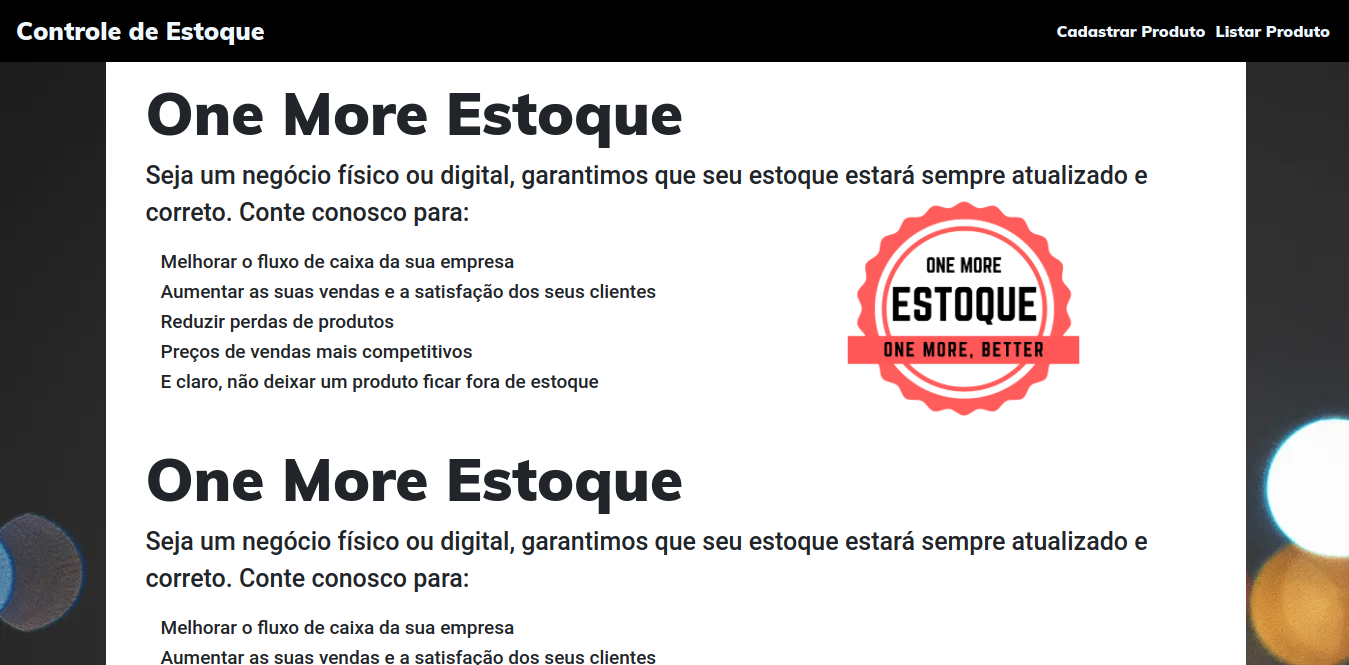 Controle de Estoque
Cadastrar Produto Listar Produto
One More Estoque
Seja um negócio físico ou digital, garantimos que seu estoque estará sempre atualizado e
correto. Conte conosco para:
Melhorar o fluxo de caixa da sua empresa
Aumentar as suas vendas e a satisfação dos seus clientes
Reduzir perdas de produtos
Preços de vendas mais competitivos
E claro, não deixar um produto ficar fora de estoque
ONE MORE
ESTOQUE
ONE MORE, BETTER
One More Estoque
Seja um negócio físico ou digital, garantimos que seu estoque estará sempre atualizado e
correto. Conte conosco para:
Melhorar o fluxo de caixa da sua empresa
Aumentar as suas vendas e a satisfação dos seus clientes